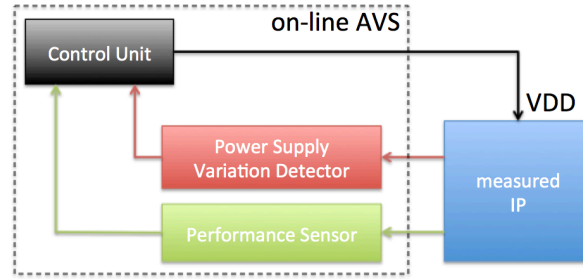 on-line AVS
Control Unit
VDD
Power Supply
Variation Detector
measured
IP
Performance Sensor